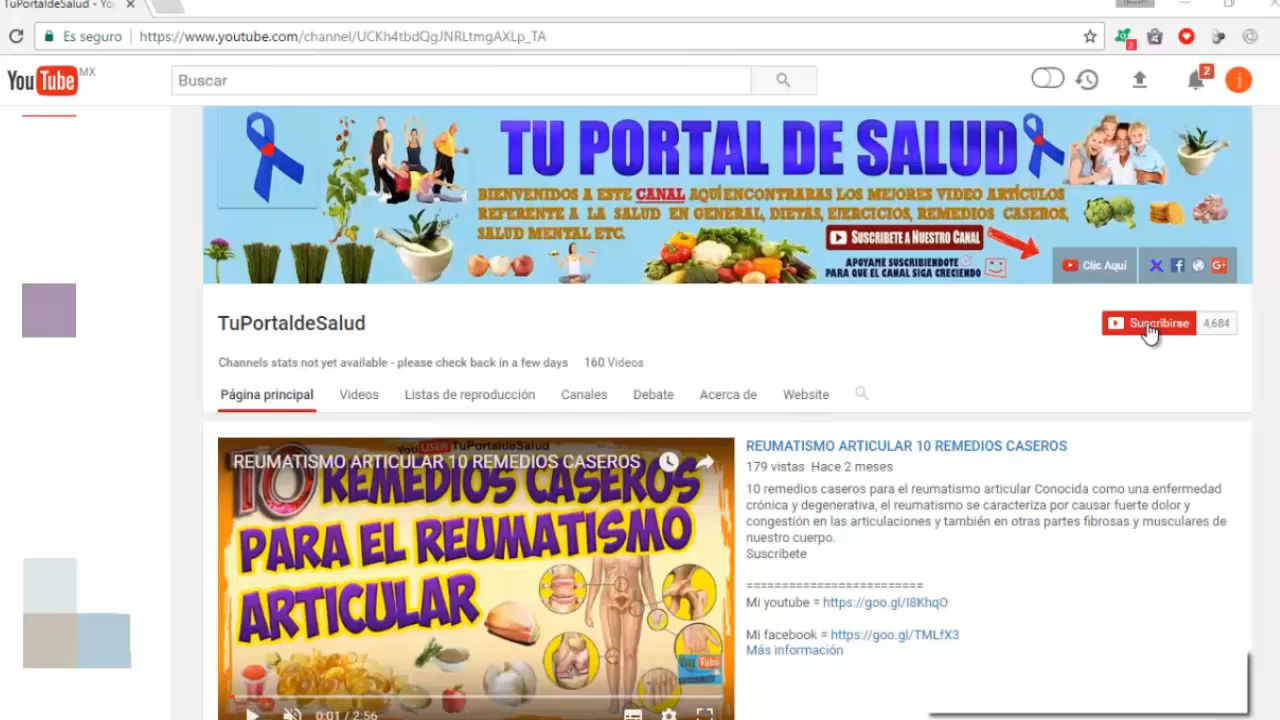 TuPortaldeSalud - Yo
Es seguro
https://www.youtube.com/channel/UCKh4tbdQgJNRLtmgAXLp_TA
2
YouTube MX
Buscar
2
i
TU PORTAL DE SALUD
BIENVENIDOS A ESTE CANAL AQUÍ ENCONTRARAS LOS MEJORES VIDEO ARTÍCULOS
REFERENTE A LA SALUD EN GENERAL, DIETAS, EJERCICIOS, REMEDIOS CASEROS,
SALUD MENTAL ETC.
SUSCRIBETE A NUESTRO CANAL
APOYAME SUSCRIBIENDOTE
PARA QUE EL CANAL SIGA CRECIENDO
Clic Aqui
TuPortaldeSalud
Suscribirse 4,684
Channels stats not yet available - please check back in a few days 160 Videos
Página principal Videos Listas de reproducción Canales Debate Acerca de Website
YouTube USER TuPortaldeSalud
REUMATISMO ARTICULAR 10 REMEDIOS CASEROS
10 REMEDIOS CASEROS
PARA EL REUMATISMO
ARTICULAR
You Tube
0:01 / 2:56
REUMATISMO ARTICULAR 10 REMEDIOS CASEROS
179 vistas Hace 2 meses
10 remedios caseros para el reumatismo articular Conocida como una enfermedad
crónica y degenerativa, el reumatismo se caracteriza por causar fuerte dolor y
congestión en las articulaciones y también en otras partes fibrosas y musculares de
nuestro cuerpo.
Suscribete
========================
Mi youtube = https://goo.gl/I8KhqO
Mi facebook = https://goo.gl/TMLfX3
Más información